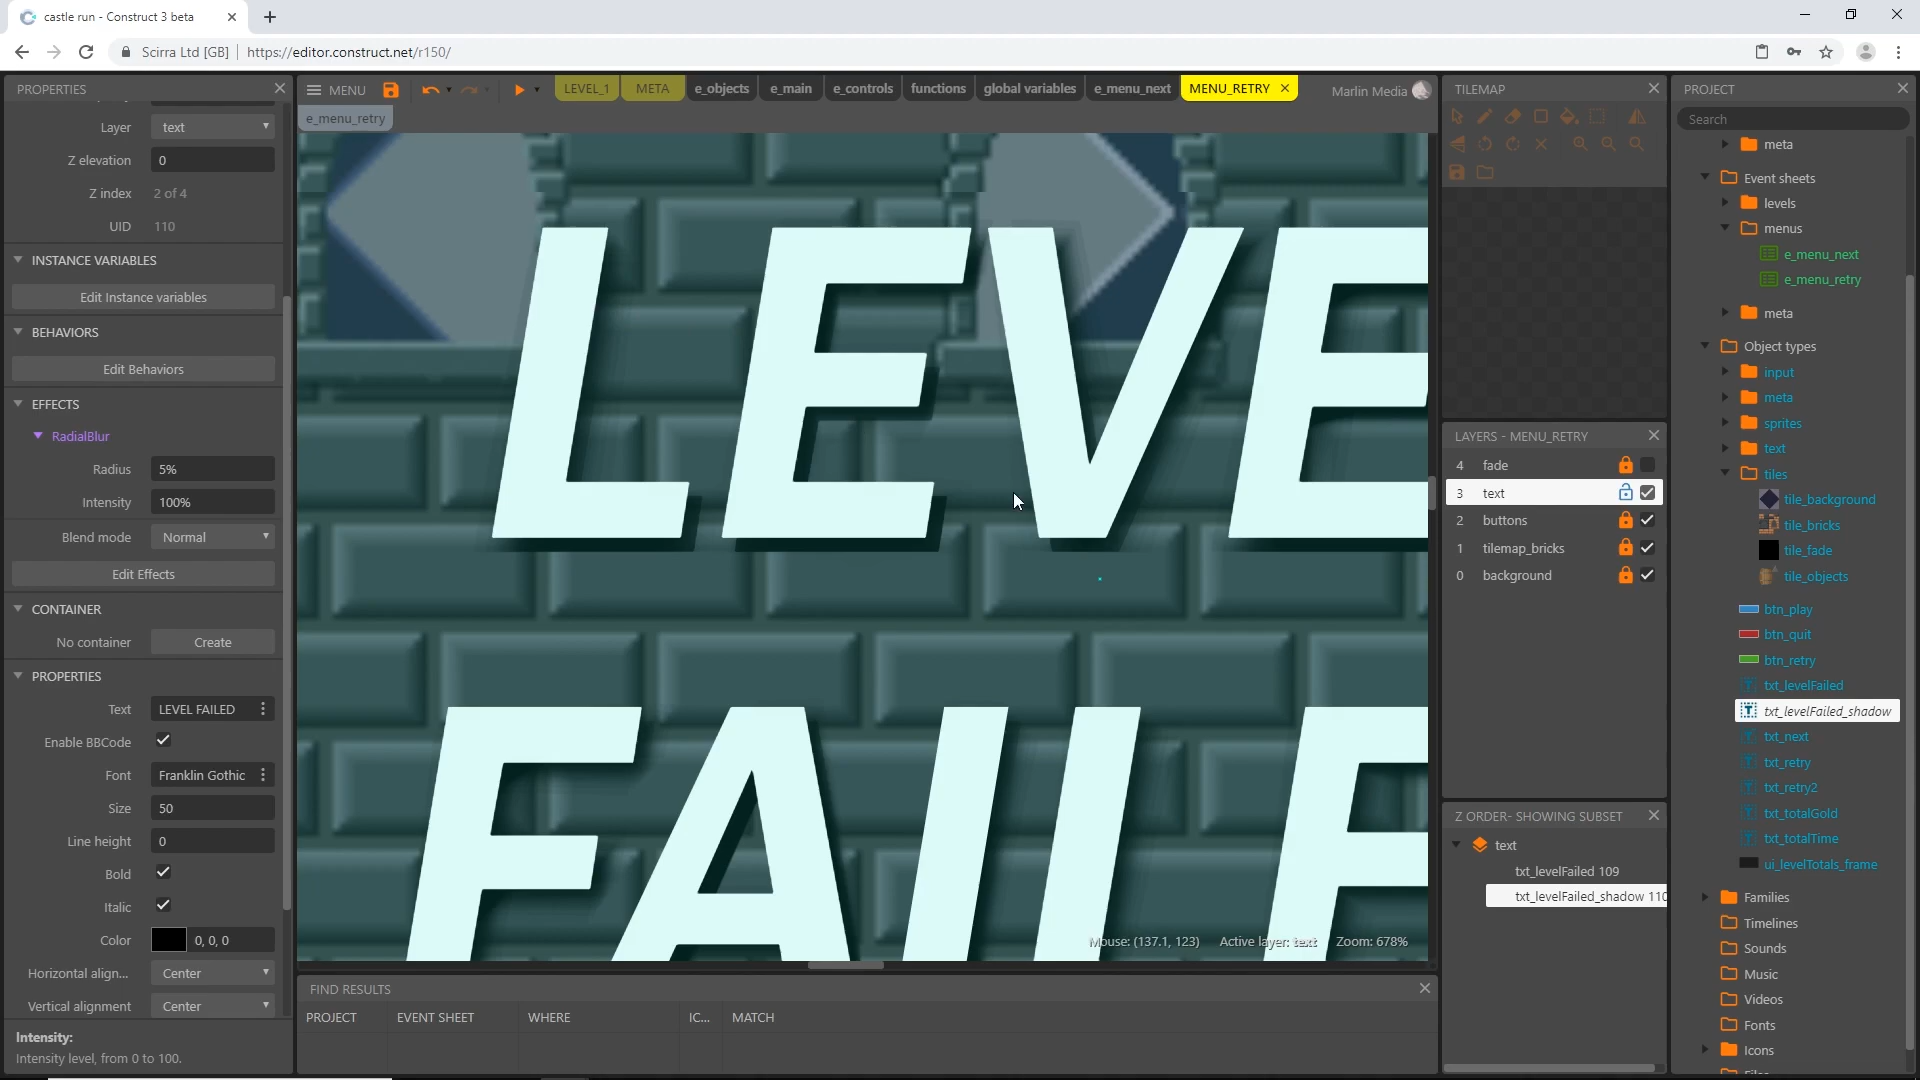 castle run - Construct 3 beta
Scirra Ltd [GB] https://editor.construct.net/r150/
PROPERTIES
Layer text
Z elevation 0
Z index 2 of 4
UID 110
INSTANCE VARIABLES
Edit Instance variables
BEHAVIORS
Edit Behaviors
EFFECTS
RadialBlur
Radius 5%
Intensity 100%
Blend mode Normal
Edit Effects
CONTAINER
No container Create
PROPERTIES
Text LEVEL FAILED
Enable BBCode
Font Franklin Gothic
Size 50
Line height 0
Bold
Italic
Color 0, 0, 0
Horizontal align... Center
Vertical alignment Center
Intensity:
Intensity level, from 0 to 100.
MENU
LEVEL_1 META e_objects e_main e_controls functions global variables e_menu_next MENU_RETRY
Marlin Media
e_menu_retry
LEVE
Mouse: (137.1, 123) Active layer: text Zoom: 678%
FIND RESULTS
PROJECT EVENT SHEET WHERE IC... MATCH
TILEMAP
LAYERS - MENU_RETRY
4 fade
3 text
2 buttons
1 tilemap_bricks
0 background
Z ORDER- SHOWING SUBSET
text
txt_levelFailed 109
txt_levelFailed_shadow 110
PROJECT
Search
meta
Event sheets
levels
menus
e_menu_next
e_menu_retry
meta
Object types
input
meta
sprites
text
tiles
tile_background
tile_bricks
tile_fade
tile_objects
btn_play
btn_quit
btn_retry
txt_levelFailed
txt_levelFailed_shadow
txt_next
txt_retry
txt_retry2
txt_totalGold
txt_totalTime
ui_levelTotals_frame
Families
Timelines
Sounds
Music
Videos
Fonts
Icons